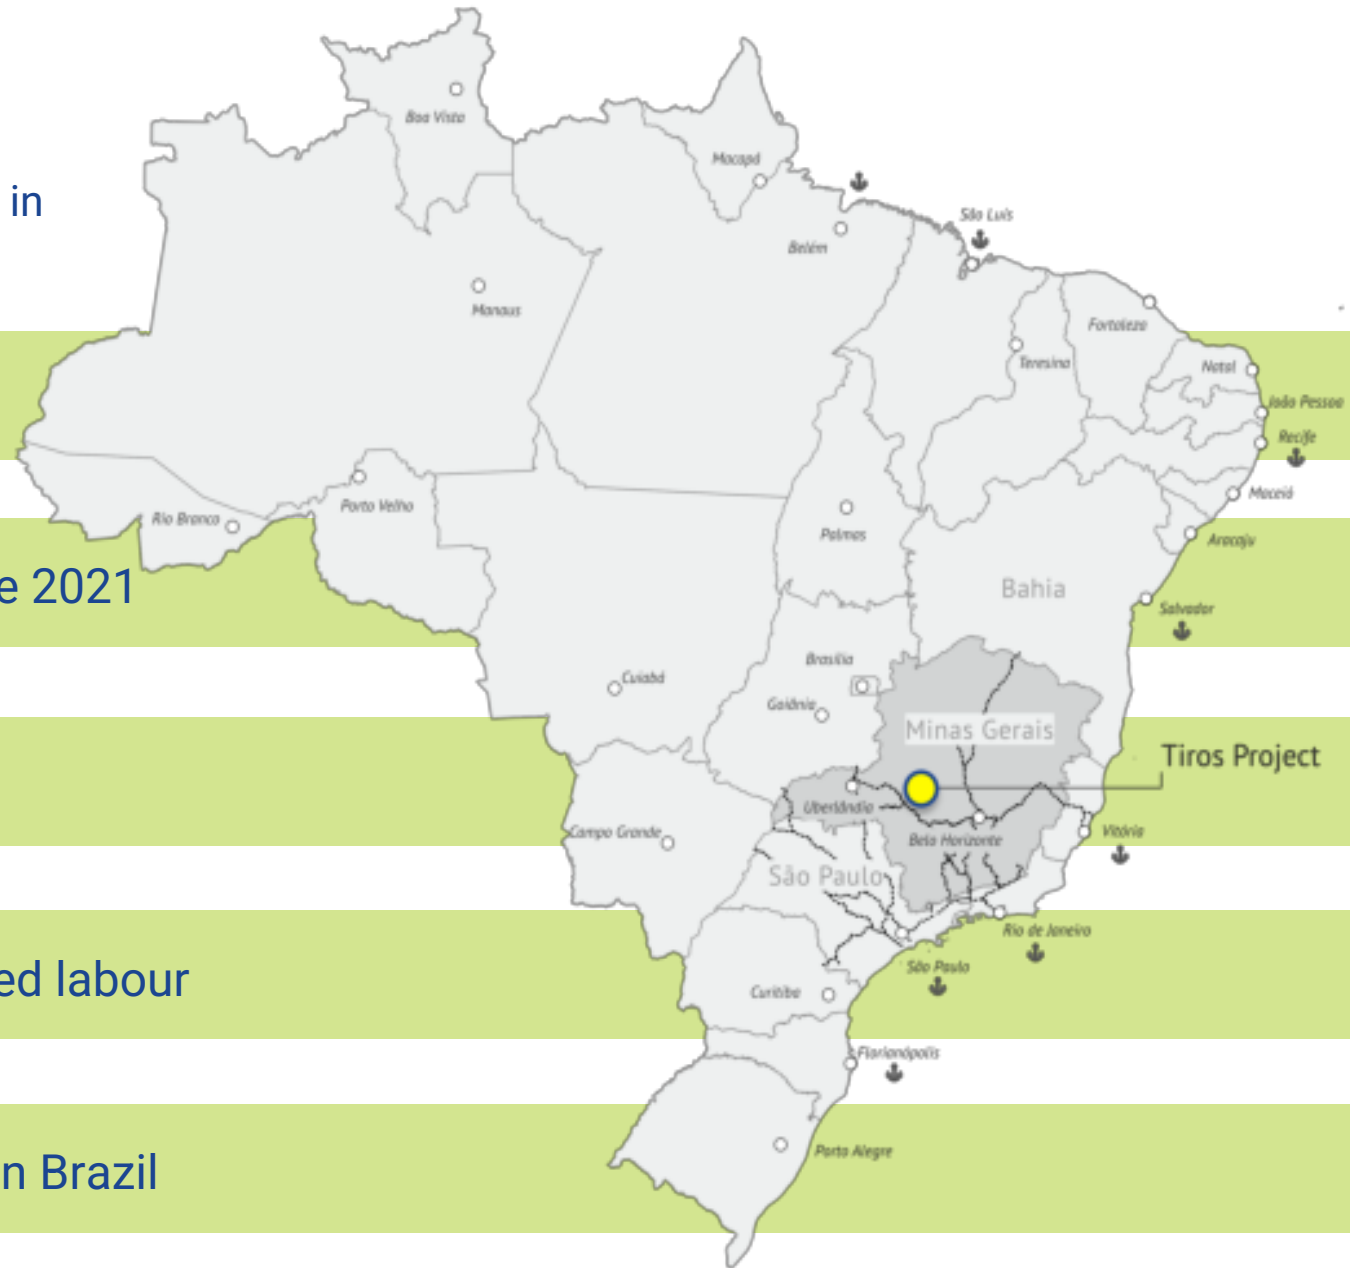 Boa Vista
Macapá
in
São Luís
Belém
Manaus
Fortaleza
Teresina
Natal
João Pessoa
Recife
Maceió
Porto Velho
Rio Branco
Palmas
Aracaju
e 2021
Bahia
Salvador
Brasília
Cuiabá
Goiânia
Minas Gerais
Tiros Project
Uberlândia
Campo Grande
Vitória
Belo Horizonte
São Paulo
Rio de Janeiro
São Paulo
ed labour
Curitiba
Florianópolis
Porto Alegre
n Brazil